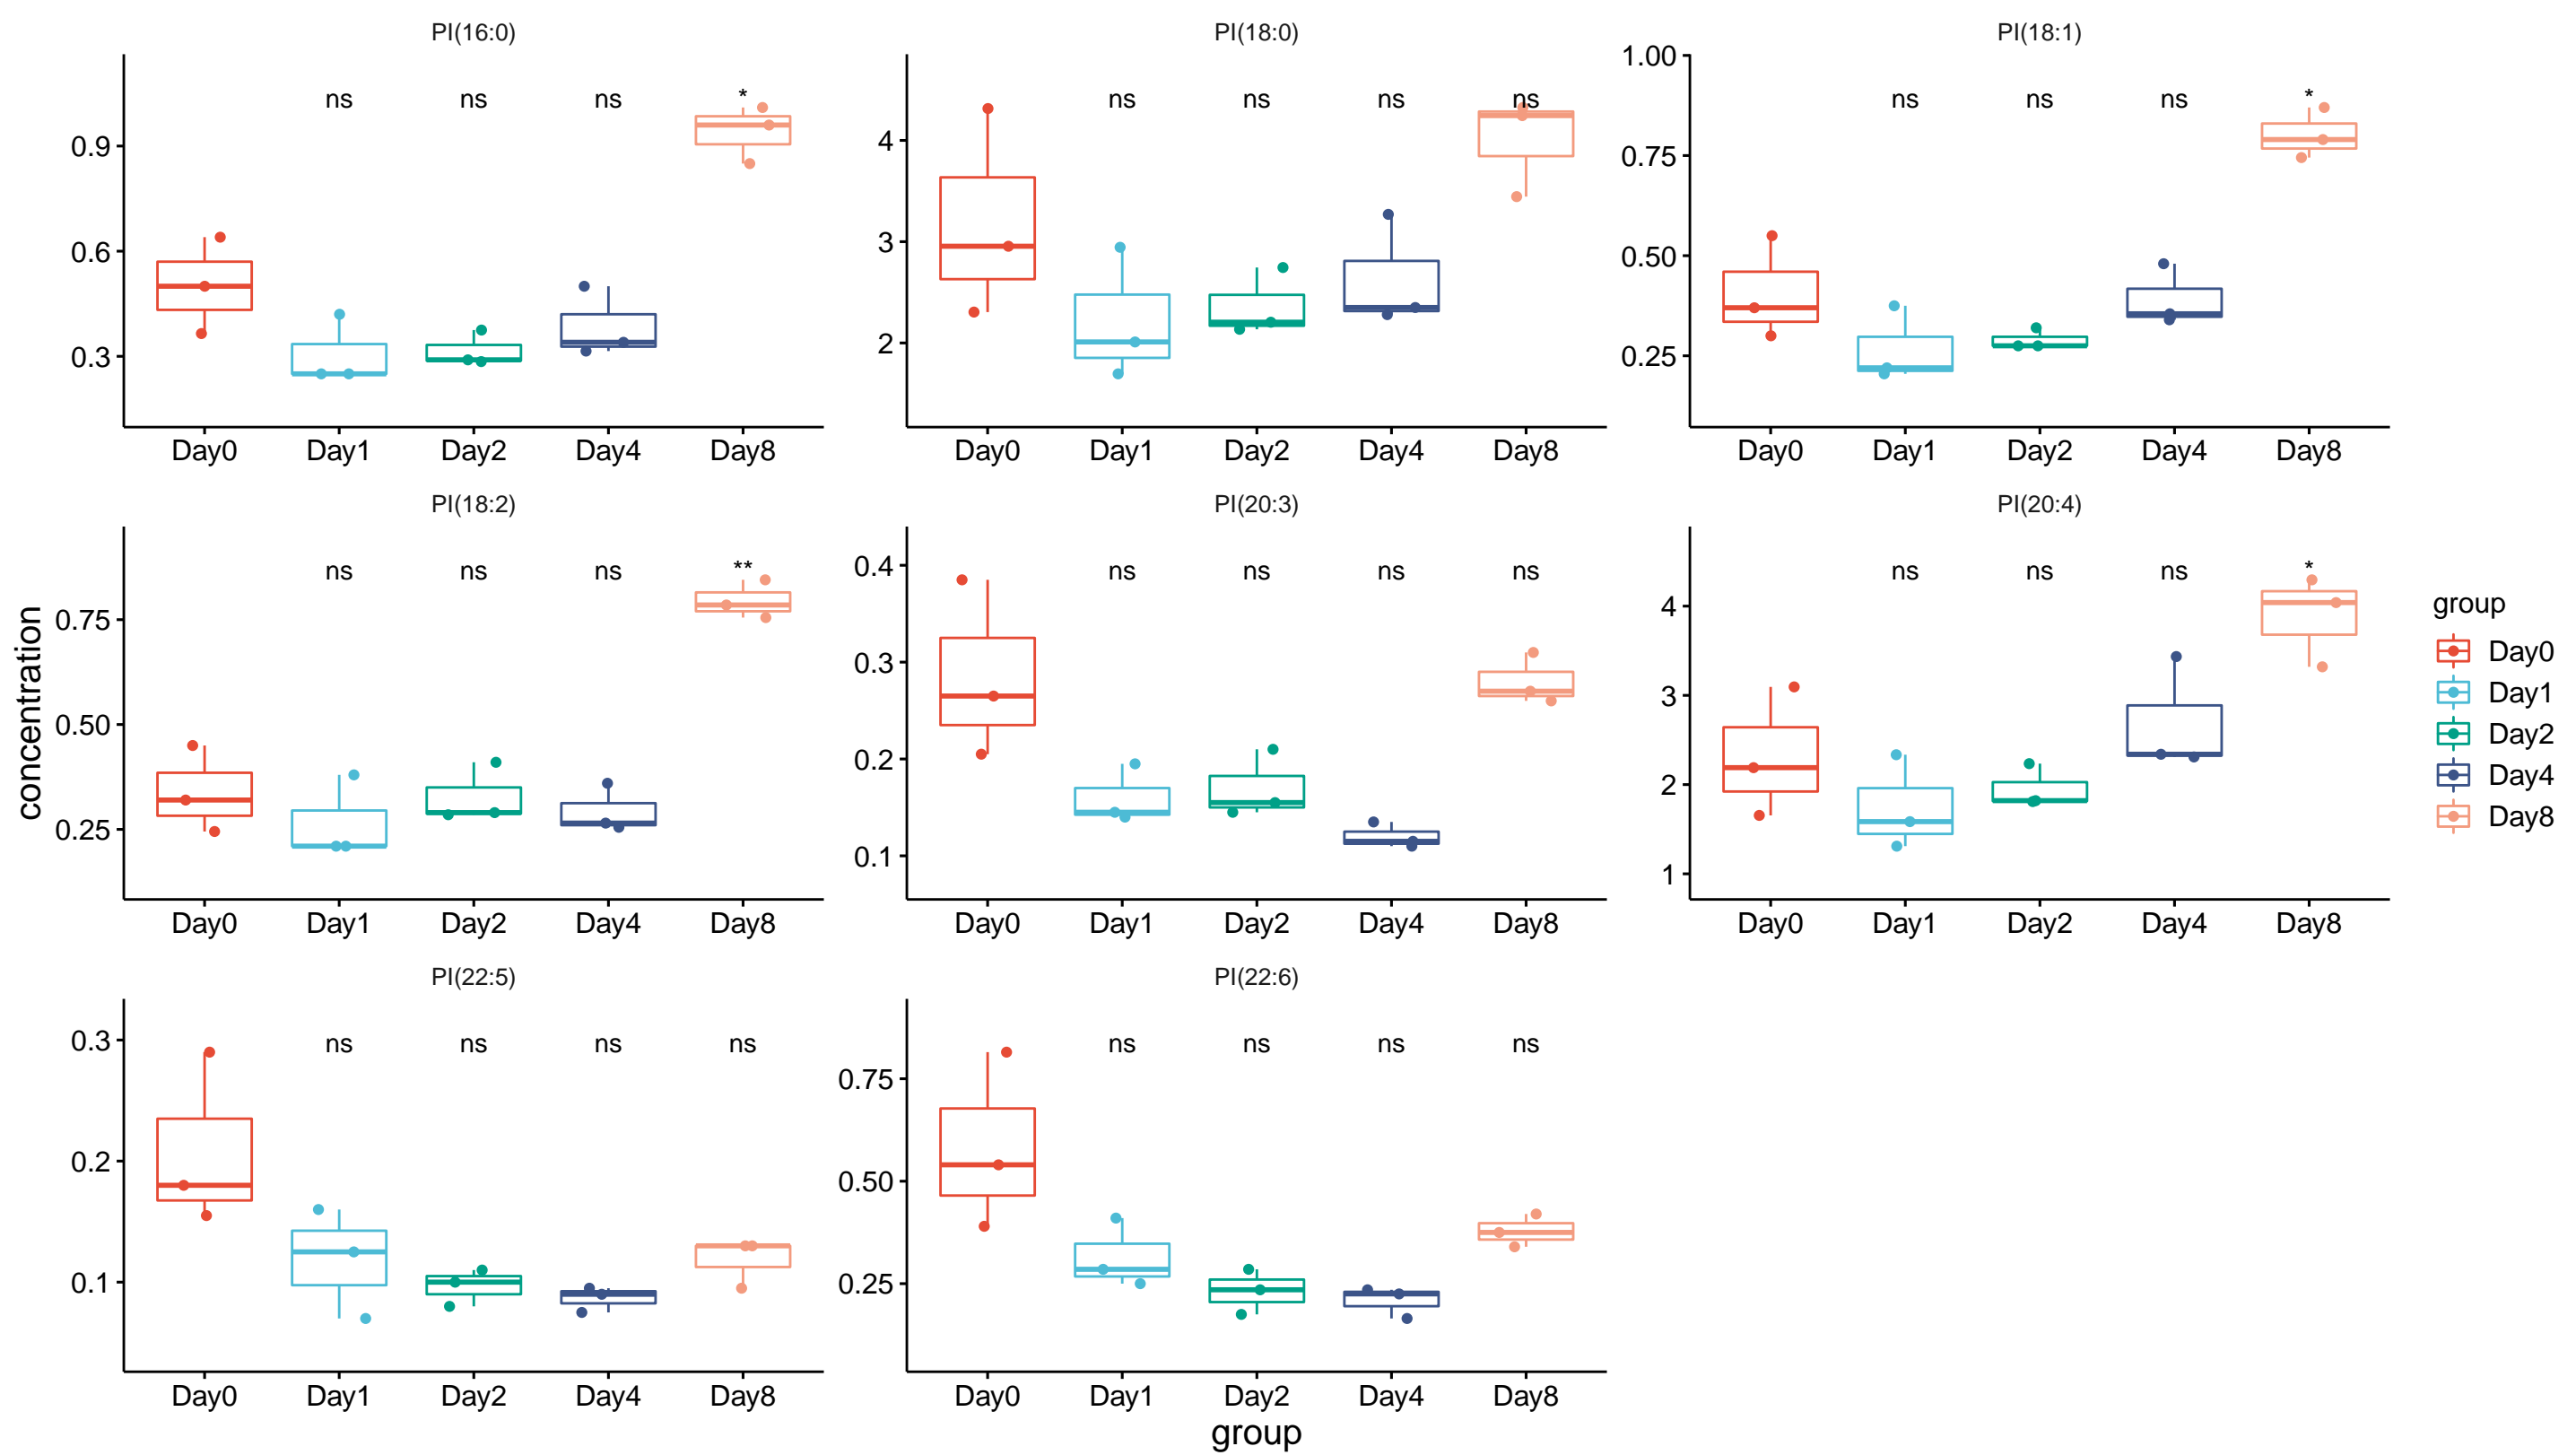 PI(16:0) PI(18:0) PI(18:1)
1.00
ns ns ns * ns ns ns ns ns ns ns *
0.9 4 0.75
0.6 3 0.50
0.3 2 0.25
Day0 Day1 Day2 Day4 Day8 Day0 Day1 Day2 Day4 Day8 Day0 Day1 Day2 Day4 Day8
PI(18:2) PI(20:3) PI(20:4)
ns ns ns ** ns ns ns ns ns ns ns *
0.75 0.4 4
0.50 0.3 3
0.25 0.2 2
0.1 1
Day0 Day1 Day2 Day4 Day8 Day0 Day1 Day2 Day4 Day8 Day0 Day1 Day2 Day4 Day8
concentration
group
Day0
Day1
Day2
Day4
Day8
PI(22:5) PI(22:6)
ns ns ns ns ns ns ns ns
0.3 0.75
0.2 0.50
0.1 0.25
Day0 Day1 Day2 Day4 Day8 Day0 Day1 Day2 Day4 Day8
group